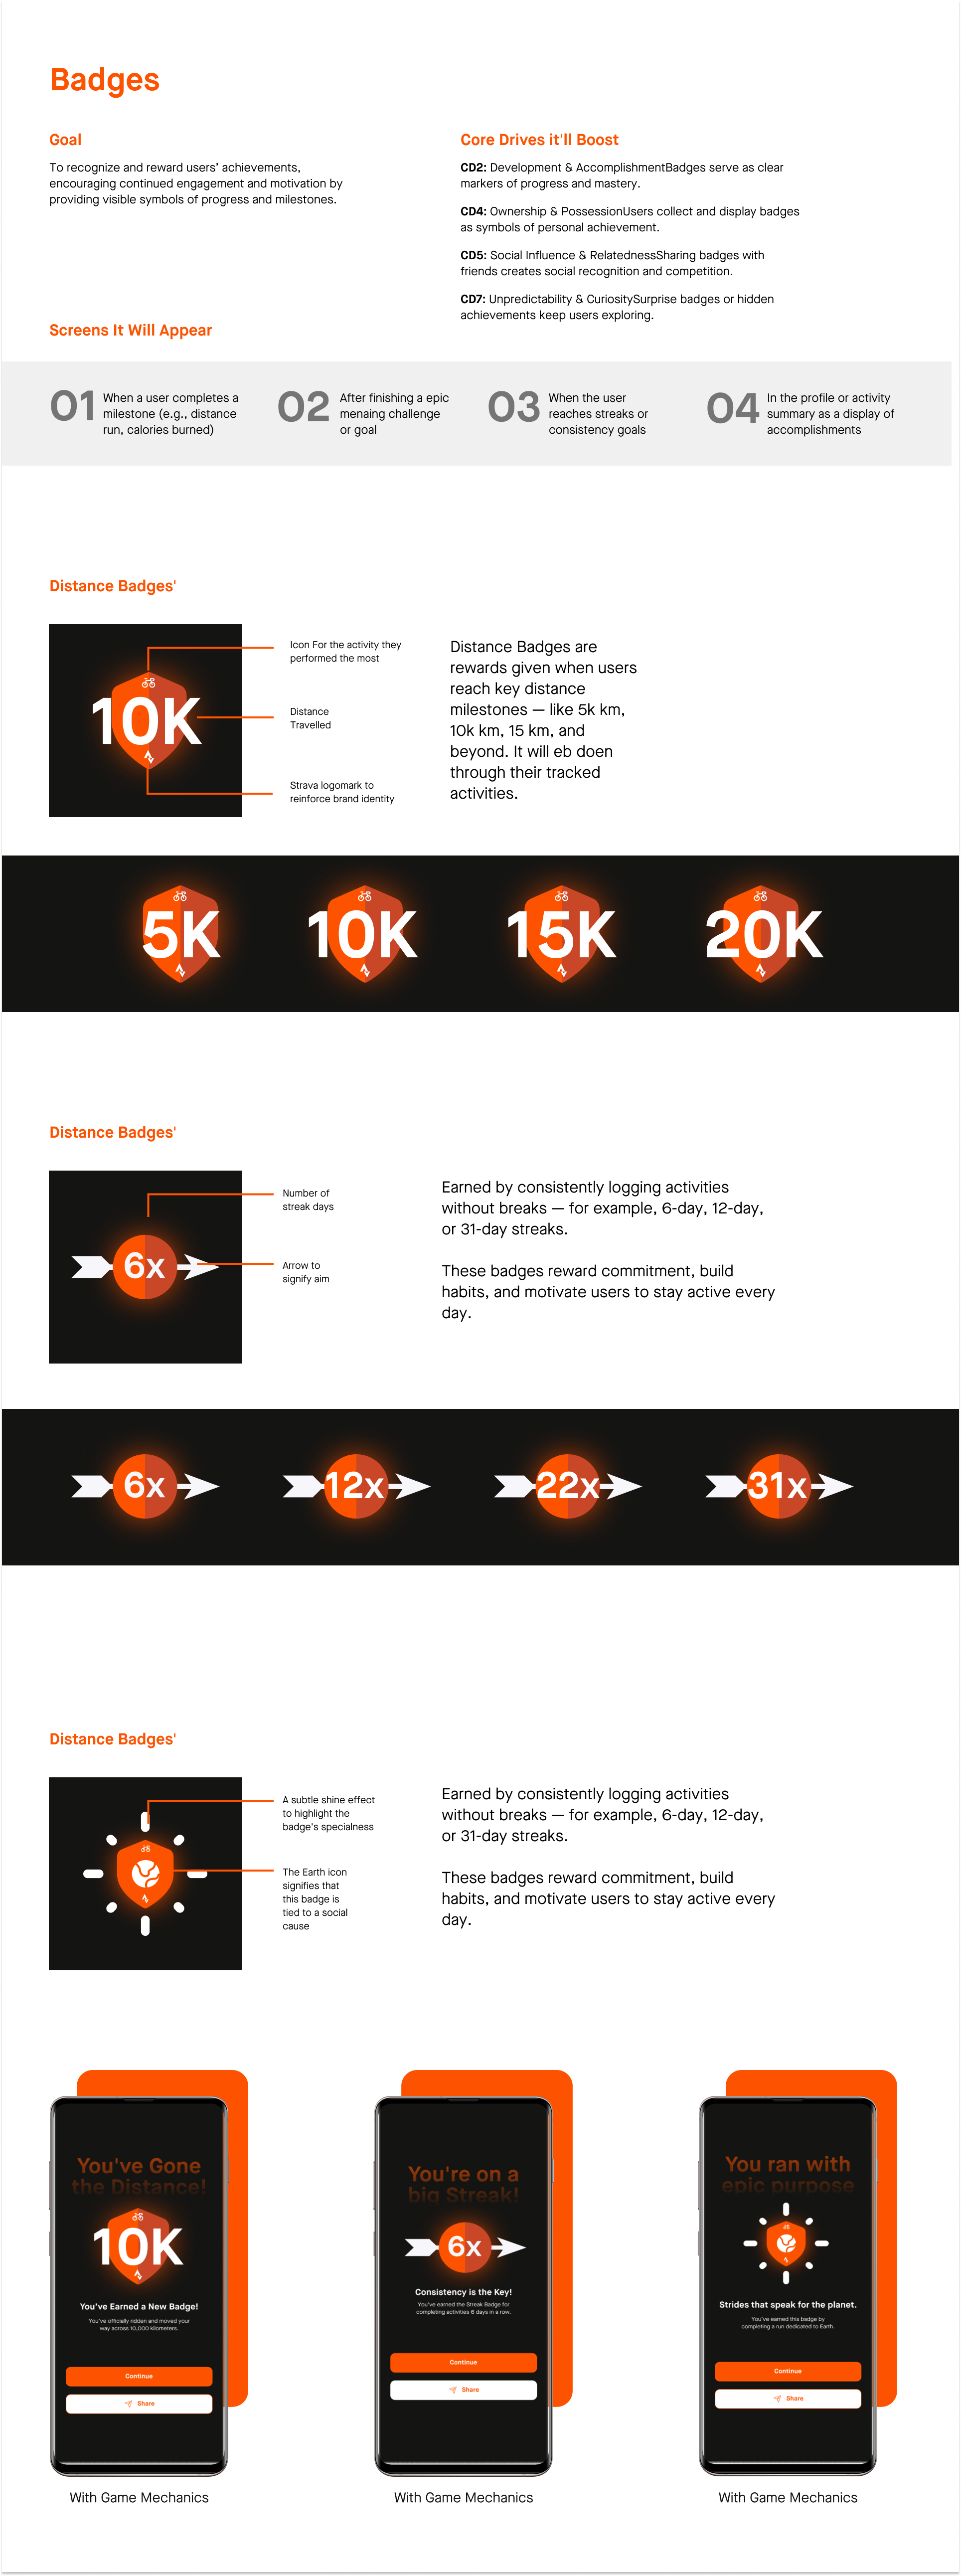 Badges
Goal
To recognize and reward users' achievements,
encouraging continued engagement and motivation by
providing visible symbols of progress and milestones.
Core Drives it'll Boost
CD2: Development & AccomplishmentBadges serve as clear
markers of progress and mastery.
CD4: Ownership & PossessionUsers collect and display badges
as symbols of personal achievement.
CD5: Social Influence & RelatednessSharing badges with
friends creates social recognition and competition.
CD7: Unpredictability & CuriositySurprise badges or hidden
achievements keep users exploring.
Screens It Will Appear
01
When a user completes a
milestone (e.g., distance
run, calories burned)
02
After finishing a epic
menaing challenge
or goal
03
When the user
reaches streaks or
consistency goals
04
In the profile or activity
summary as a display of
accomplishments
Distance Badges'
10K
Icon For the activity they
performed the most
Distance
Travelled
Strava logomark to
reinforce brand identity
Distance Badges are
rewards given when users
reach key distance
milestones — like 5k km,
10k km, 15 km, and
beyond. It will eb doen
through their tracked
activities.
5K
10K
15K
20K
Distance Badges'
6x
Number of
streak days
Arrow to
signify aim
Earned by consistently logging activities
without breaks — for example, 6-day, 12-day,
or 31-day streaks.
These badges reward commitment, build
habits, and motivate users to stay active every
day.
6x
12x
22x
31x
Distance Badges'
A subtle shine effect
to highlight the
badge's specialness
The Earth icon
signifies that
this badge is
tied to a social
cause
Earned by consistently logging activities
without breaks — for example, 6-day, 12-day,
or 31-day streaks.
These badges reward commitment, build
habits, and motivate users to stay active every
day.
You've Gone
the Distance!
10K
You've Earned a New Badge!
You've officially ridden and moved your
way across 10,000 kilometers.
Continue
Share
With Game Mechanics
You're on a
big Streak!
6x
Consistency is the Key!
You've earned the Streak Badge for
completing activities 6 days in a row.
Continue
Share
With Game Mechanics
You ran with
epic purpose
Strides that speak for the planet.
You've earned this badge by
completing a run dedicated to Earth.
Continue
Share
With Game Mechanics